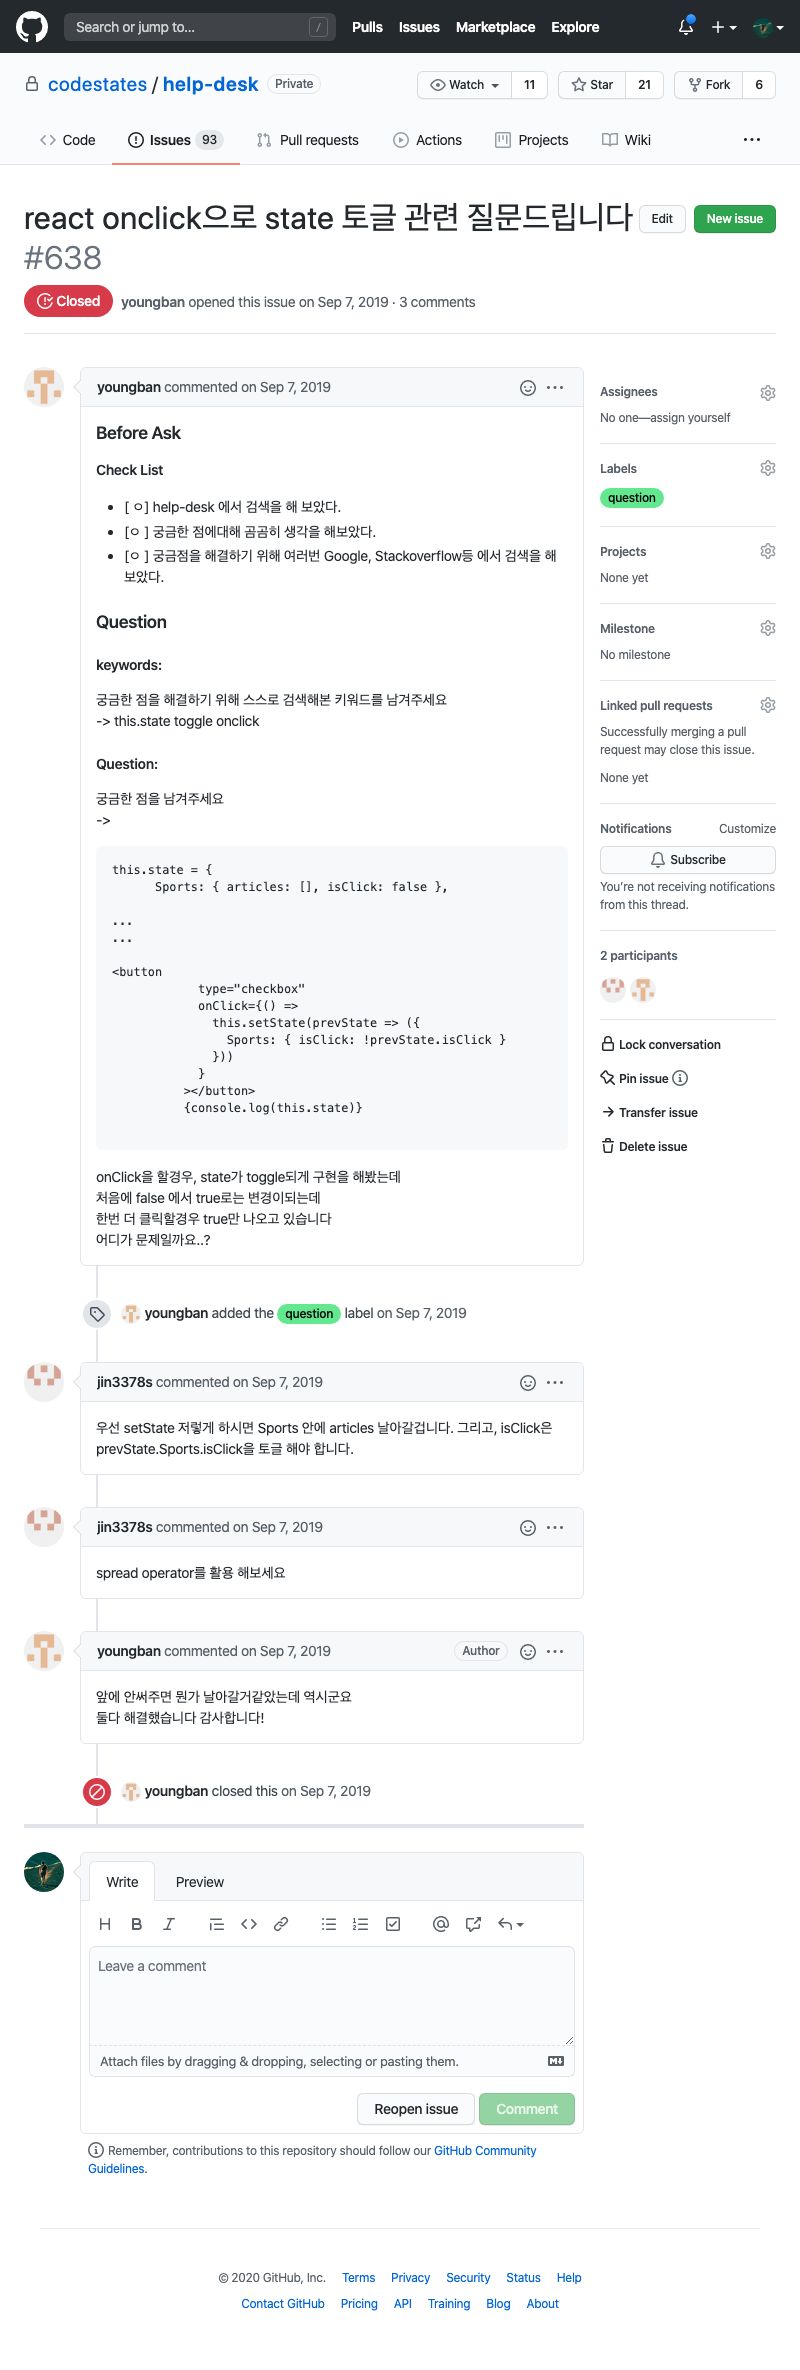 Search or jump to... /
Pulls Issues Marketplace Explore
codestates / help-desk Private
Watch 11 Star 21 Fork 6
Code Issues 93 Pull requests Actions Projects Wiki ...
react onclick으로 state 토글 관련 질문드립니다
#638
Edit New issue
Closed youngban opened this issue on Sep 7, 2019 · 3 comments
youngban commented on Sep 7, 2019
Before Ask
Check List
• [ ㅇ] help-desk 에서 검색을 해 보았다.
• [ㅇ ] 궁금한 점에대해 곰곰히 생각을 해보았다.
• [ㅇ ] 궁금점을 해결하기 위해 여러번 Google, Stackoverflow등 에서 검색을 해
보았다.
Question
keywords:
궁금한 점을 해결하기 위해 스스로 검색해본 키워드를 남겨주세요
-> this.state toggle onclick
Question:
궁금한 점을 남겨주세요
->
this.state = {
Sports: { articles: [], isClick: false },
...
...
<button
type="checkbox"
onClick={() =>
this.setState(prevState => ({
Sports: { isClick: !prevState.isClick }
}))
}
></button>
{console.log(this.state)}
onClick을 할경우, state가 toggle되게 구현을 해봤는데
처음에 false 에서 true로는 변경이되는데
한번 더 클릭할경우 true만 나오고 있습니다
어디가 문제일까요..?
youngban added the question label on Sep 7, 2019
jin3378s commented on Sep 7, 2019
우선 setState 저렇게 하시면 Sports 안에 articles 날아갈겁니다. 그리고, isClick은
prevState.Sports.isClick을 토글 해야 합니다.
jin3378s commented on Sep 7, 2019
spread operator를 활용 해보세요
youngban commented on Sep 7, 2019 Author
앞에 안써주면 뭔가 날아갈거같았는데 역시군요
둘다 해결했습니다 감사합니다!
youngban closed this on Sep 7, 2019
Write Preview
Leave a comment
Attach files by dragging & dropping, selecting or pasting them.
Reopen issue Comment
Remember, contributions to this repository should follow our GitHub Community
Guidelines.
Assignees
No one—assign yourself
Labels
question
Projects
None yet
Milestone
No milestone
Linked pull requests
Successfully merging a pull
request may close this issue.
None yet
Notifications Customize
Subscribe
You're not receiving notifications
from this thread.
2 participants
Lock conversation
Pin issue
Transfer issue
Delete issue
© 2020 GitHub, Inc. Terms Privacy Security Status Help
Contact GitHub Pricing API Training Blog About